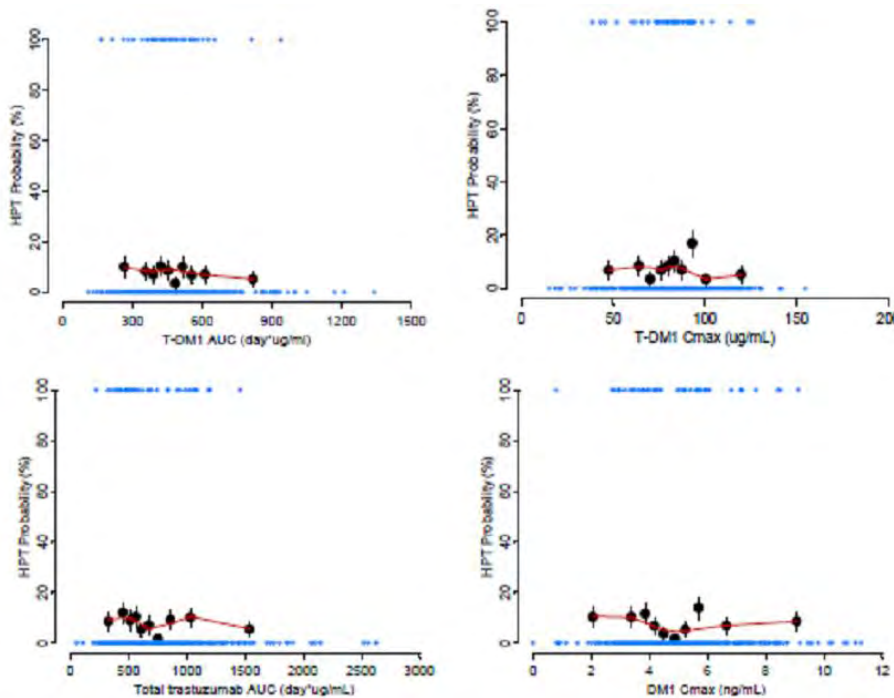 HPT Probability (%)
0 20 40 60 80 100
0 300 600 900 1200 1500
T-DM1 AUC (day*ug/ml)
HPT Probability (%)
0 20 40 60 80 100
0 50 100 150 200
T-DM1 Cmax (ug/mL)
HPT Probability (%)
0 20 40 60 80 100
0 500 1000 1500 2000 2500 3000
Total trastuzumab AUC (day*ug/mL)
HPT Probability (%)
0 20 40 60 80 100
0 2 4 6 8 10 12
DM1 Cmax (ng/mL)